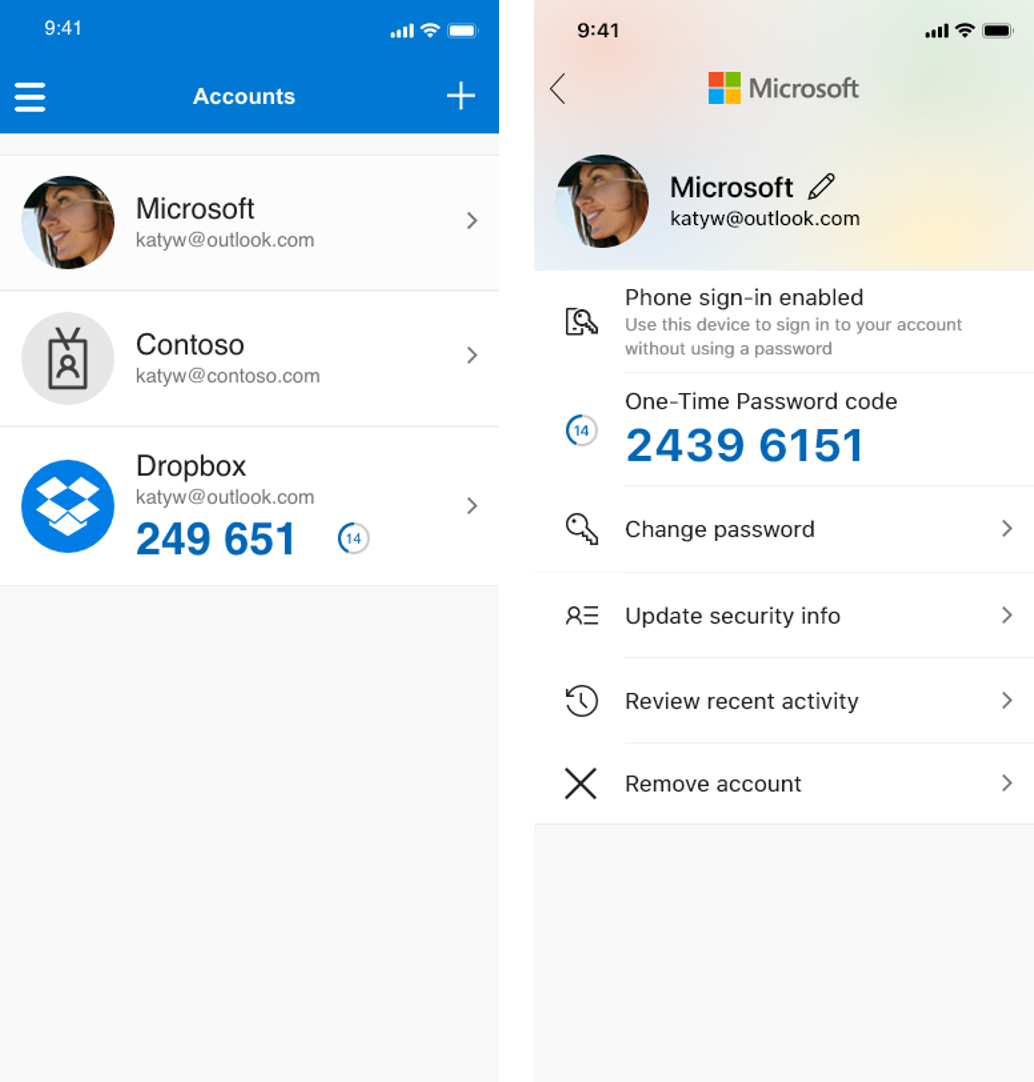 9:41
Accounts
Microsoft
katyw@outlook.com
Contoso
katyw@contoso.com
Dropbox
katyw@outlook.com
249 651 14
9:41
Microsoft
Microsoft
katyw@outlook.com
Phone sign-in enabled
Use this device to sign in to your account
without using a password
One-Time Password code
14 2439 6151
Change password
Update security info
Review recent activity
Remove account